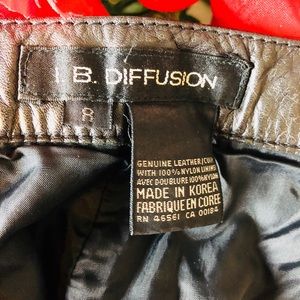 I. B. DIFFUSION
8
GENUINE LEATHER/CUIR
WITH 100% NYLON LINING
AVEC DOUBLURE 100% NYLON
MADE IN KOREA
FABRIQUE EN COREE
RN 46561 CA 00184